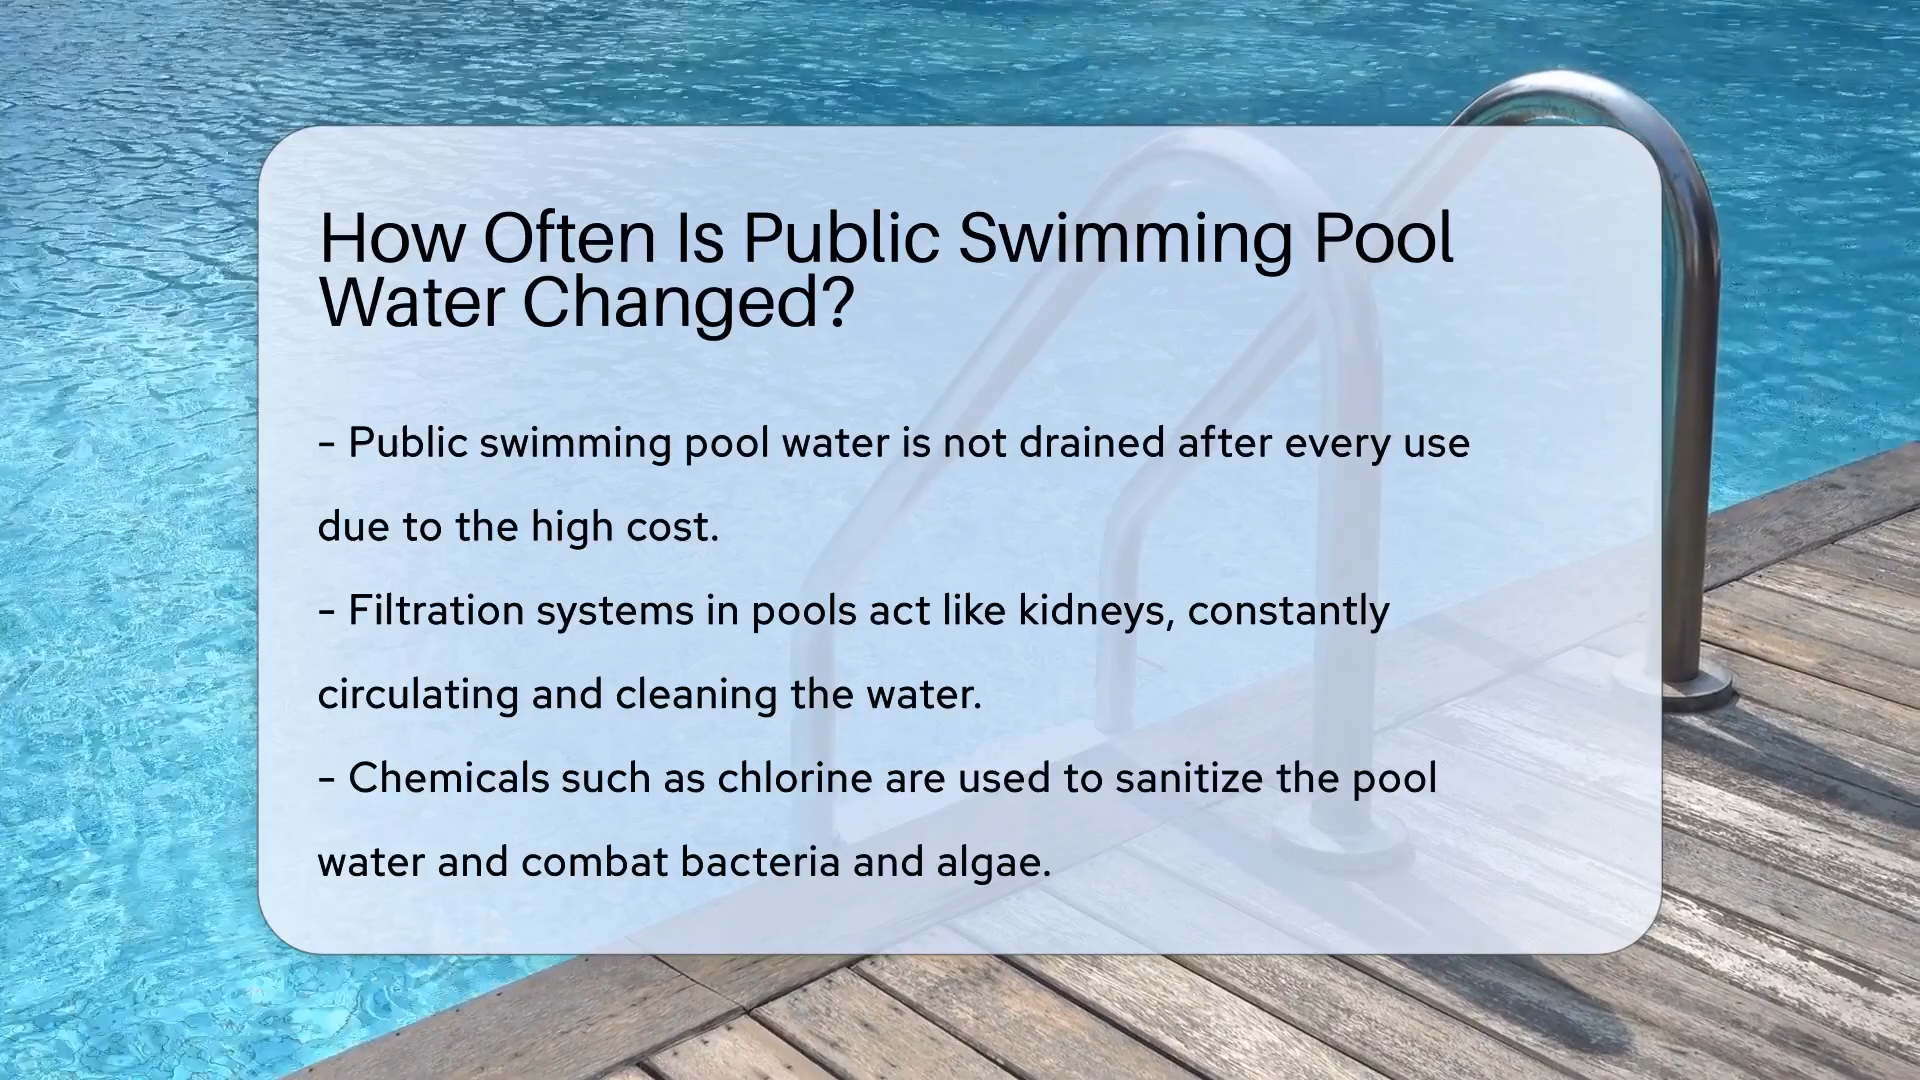 How Often Is Public Swimming Pool
Water Changed?
- Public swimming pool water is not drained after every use
due to the high cost.
- Filtration systems in pools act like kidneys, constantly
circulating and cleaning the water.
- Chemicals such as chlorine are used to sanitize the pool
water and combat bacteria and algae.